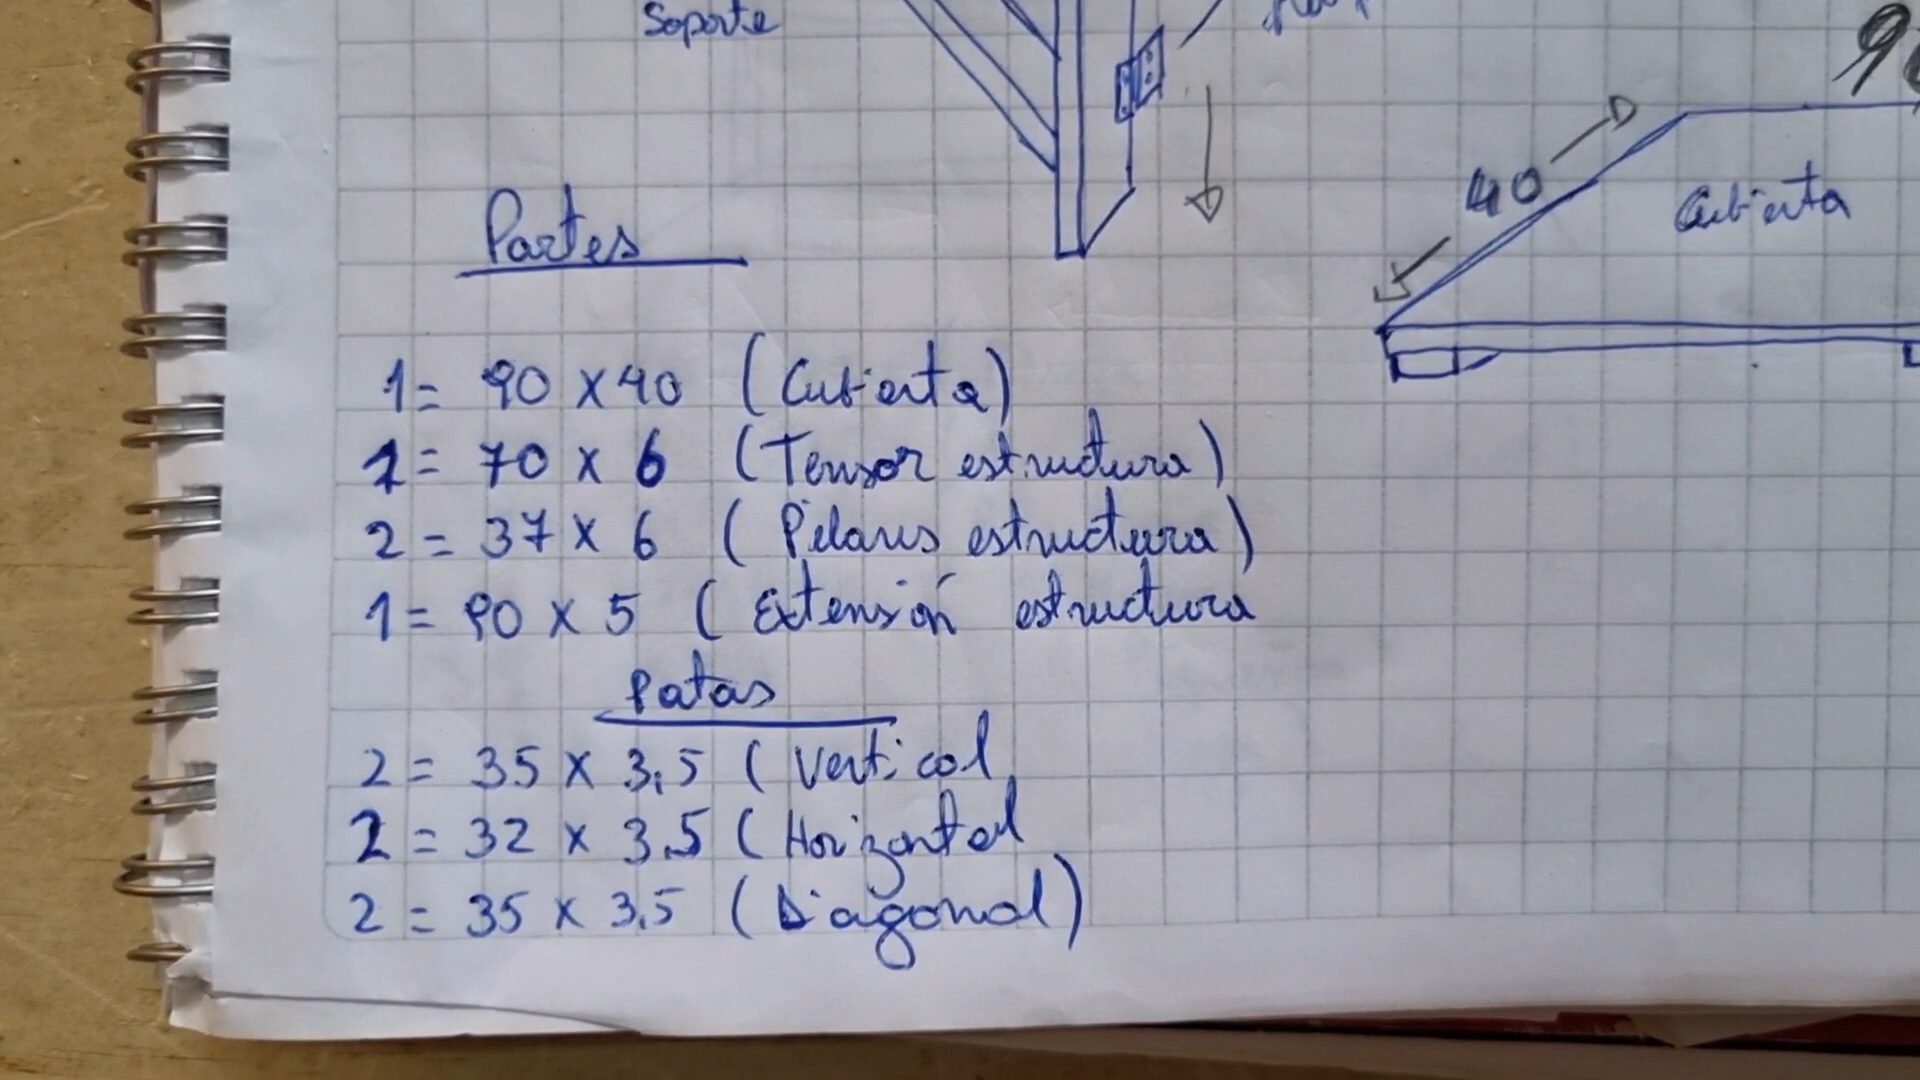 Soporte
90
40
Cubierta
Partes
1= 90 x 40 (Cubierta)
1= 70 x 6 (Tensor estructura)
2= 37 x 6 (Pilares estructura)
1= 90 x 5 (Extensión estructura
Patas
2= 35 x 3,5 (Vertical
2= 32 x 3.5 (Horizontal
2= 35 x 3,5 (Diagonal)